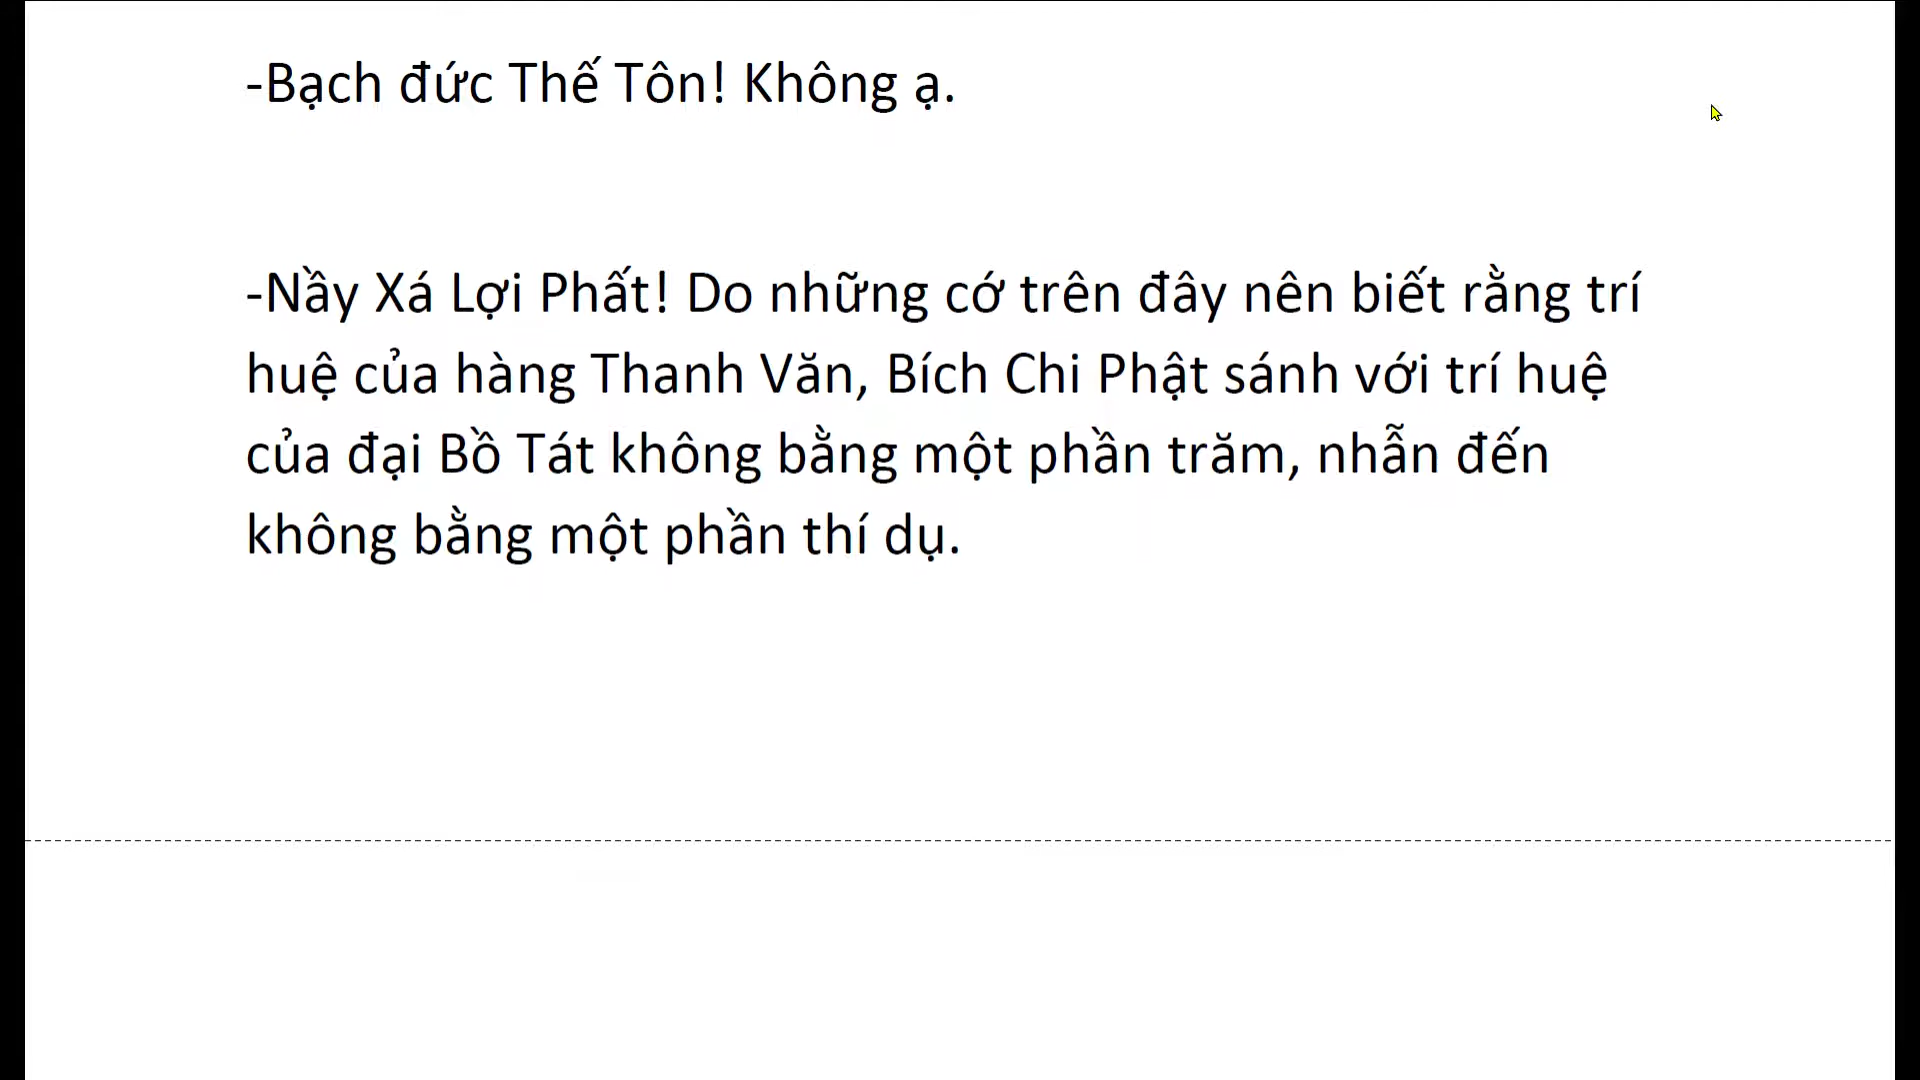 -Bạch đức Thế Tôn! Không ạ.
-Nầy Xá Lợi Phất! Do những cớ trên đây nên biết rằng trí
huệ của hàng Thanh Văn, Bích Chi Phật sánh với trí huệ
của đại Bồ Tát không bằng một phần trăm, nhẫn đến
không bằng một phần thí dụ.